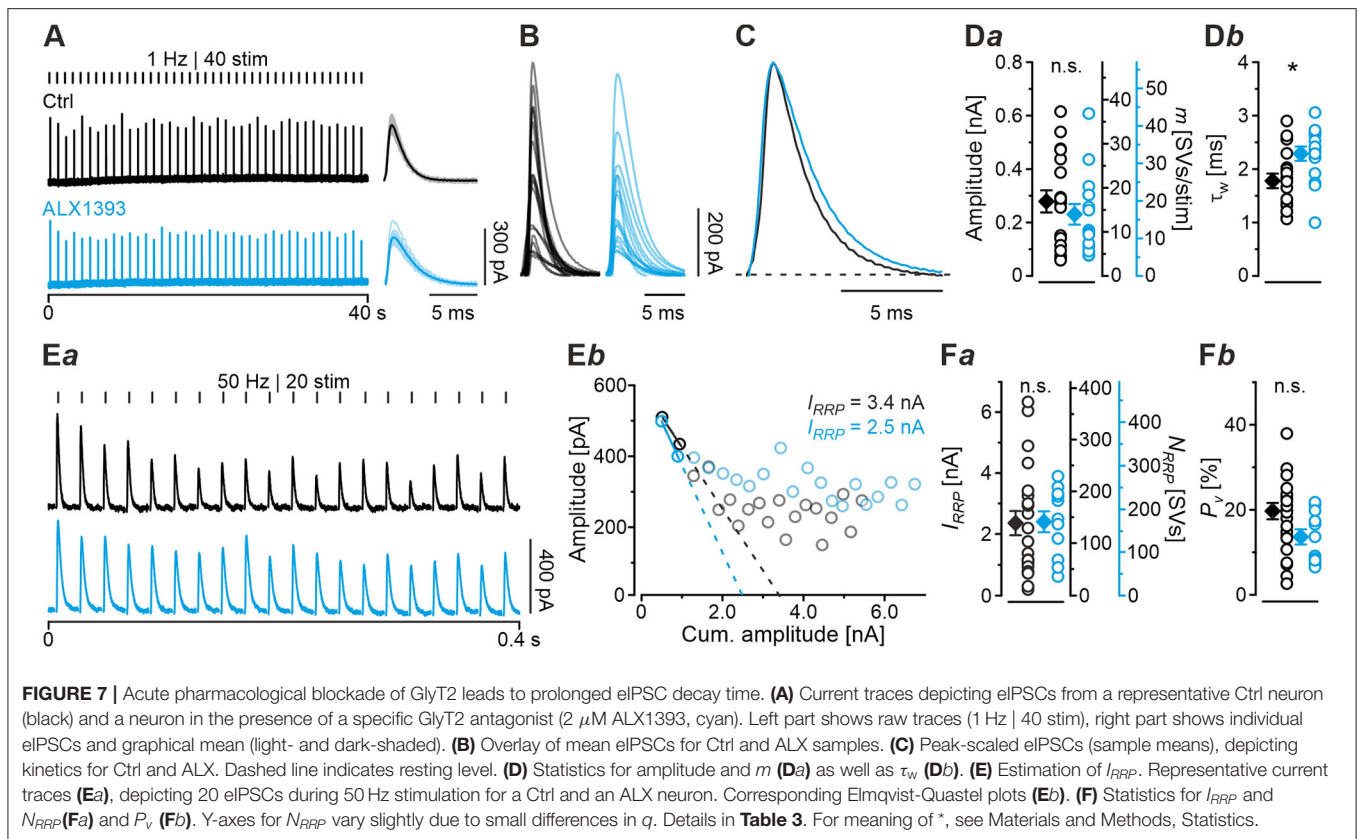 A
1 Hz | 40 stim
Ctrl
ALX1393
0
40 s
5 ms
300 pA
B
5 ms
200 pA
C
5 ms
Da
n.s.
Amplitude [nA]
0.8
0.6
0.4
0.2
0
40
30
20
10
0
50
40
30
20
10
0
m [SVs/stim]
Db
*
τw [ms]
4
3
2
1
0
Ea
50 Hz | 20 stim
400 pA
0
0.4 s
Eb
Amplitude [pA]
600
400
200
0
0
2.0
4.0
6.0
Cum. amplitude [nA]
IRRP = 3.4 nA
IRRP = 2.5 nA
Fa
n.s.
IRRP [nA]
6
4
2
0
400
300
200
100
0
400
300
200
100
0
NRRP [SVs]
Fb
n.s.
Pv [%]
40
20
0
FIGURE 7 | Acute pharmacological blockade of GlyT2 leads to prolonged eIPSC decay time. (A) Current traces depicting eIPSCs from a representative Ctrl neuron
(black) and a neuron in the presence of a specific GlyT2 antagonist (2 μM ALX1393, cyan). Left part shows raw traces (1 Hz | 40 stim), right part shows individual
eIPSCs and graphical mean (light- and dark-shaded). (B) Overlay of mean eIPSCs for Ctrl and ALX samples. (C) Peak-scaled eIPSCs (sample means), depicting
kinetics for Ctrl and ALX. Dashed line indicates resting level. (D) Statistics for amplitude and m (Da) as well as τw (Db). (E) Estimation of IRRP. Representative current
traces (Ea), depicting 20 eIPSCs during 50 Hz stimulation for a Ctrl and an ALX neuron. Corresponding Elmqvist-Quastel plots (Eb). (F) Statistics for IRRP and
NRRP(Fa) and Pv (Fb). Y-axes for NRRP vary slightly due to small differences in q. Details in Table 3. For meaning of *, see Materials and Methods, Statistics.